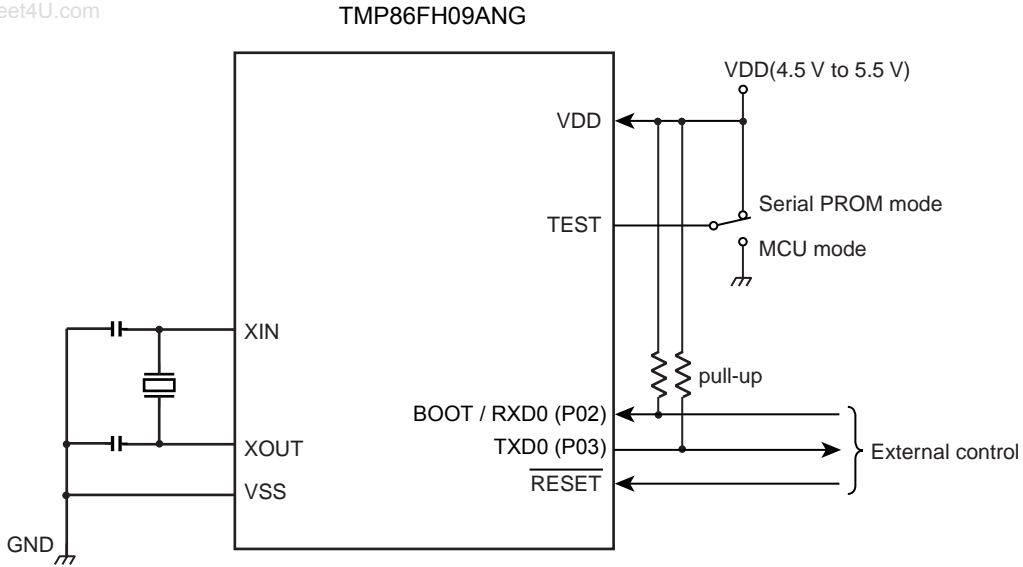 eet4U.com
TMP86FH09ANG
VDD(4.5 V to 5.5 V)
VDD
Serial PROM mode
TEST
MCU mode
XIN
pull-up
BOOT / RXD0 (P02)
XOUT
TXD0 (P03)
External control
RESET
VSS
GND